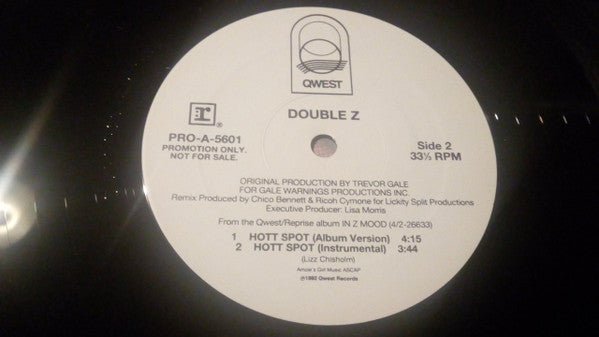 QWEST
DOUBLE Z
r
PRO-A-5601
PROMOTION ONLY.
NOT FOR SALE.
Side 2
33⅓ RPM
ORIGINAL PRODUCTION BY TREVOR GALE
FOR GALE WARNINGS PRODUCTIONS INC.
Remix Produced by Chico Bennett & Ricoh Cymone for Lickity Split Productions
Executive Producer: Lisa Morris
From the Qwest/Reprise album IN Z MOOD (4/2-26633)
1 HOTT SPOT (Album Version) 4:15
2 HOTT SPOT (Instrumental) 3:44
(Lizz Chisholm)
Girl Music ASCAP
℗1992 Qwest Records